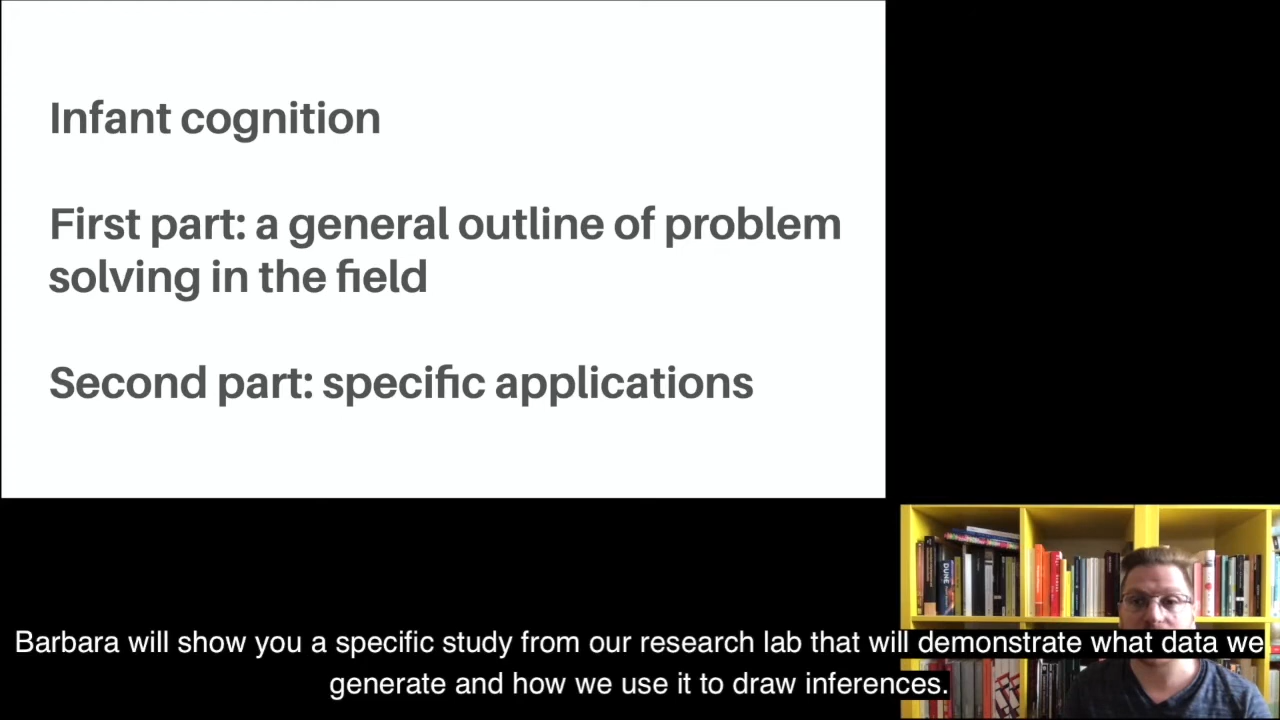 Infant cognition
First part: a general outline of problem
solving in the field
Second part: specific applications
DUNE
Barbara will show you a specific study from our research lab that will demonstrate what data we
generate and how we use it to draw inferences.